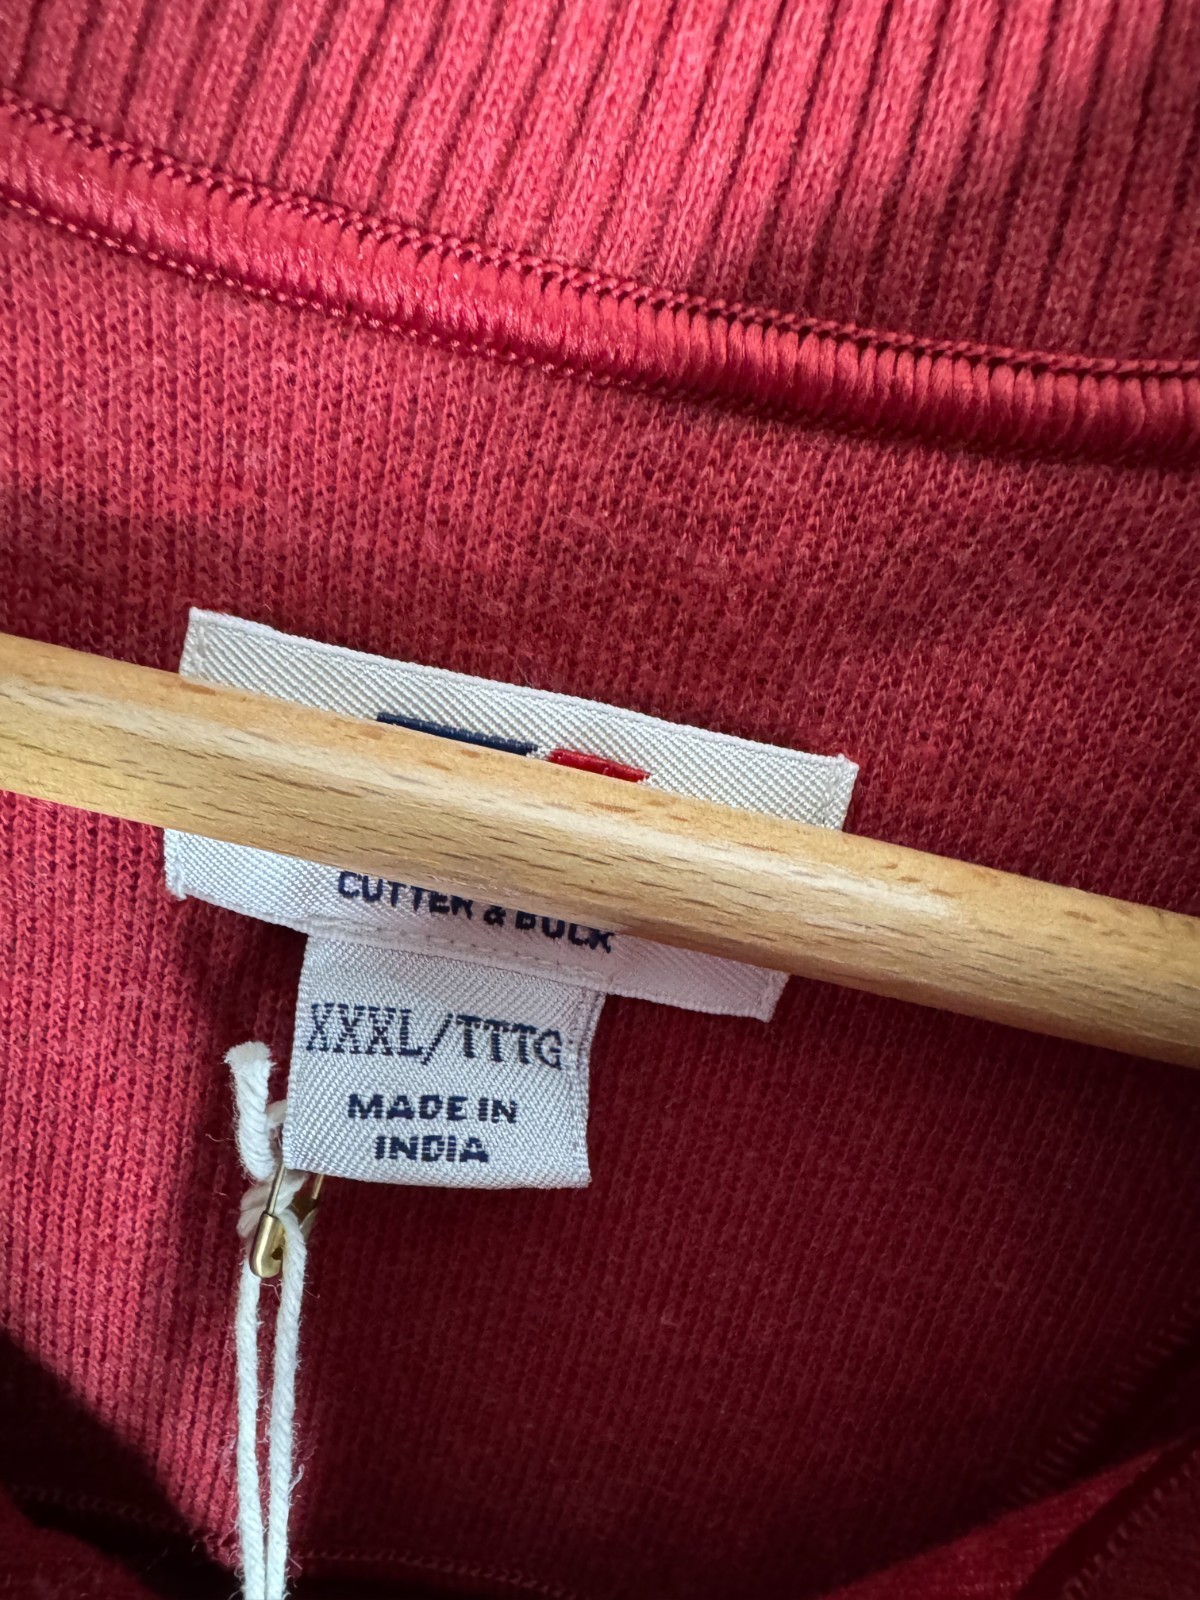 CUTTER & BUCK
XXXL/TTTG
MADE IN
INDIA